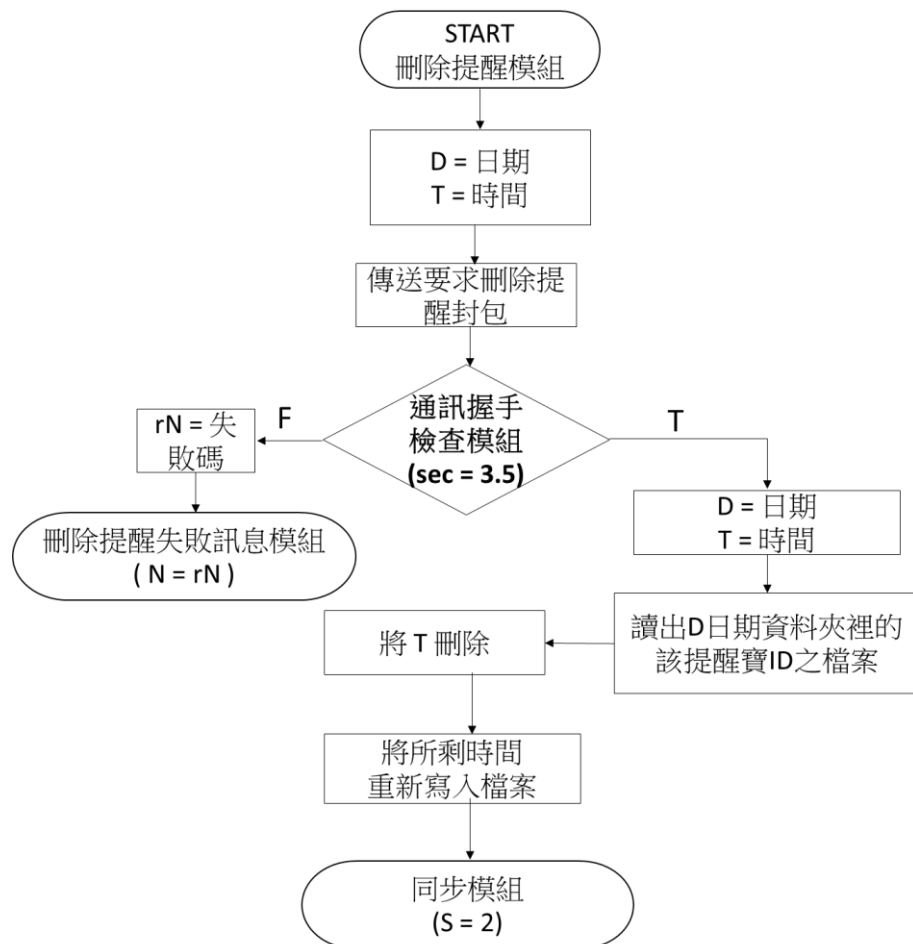 START
刪除提醒模組
D = 日期
T = 時間
傳送要求刪除提
醒封包
通訊握手
檢查模組
(sec = 3.5)
F
T
rN = 失
敗碼
刪除提醒失敗訊息模組
( N = rN )
D = 日期
T = 時間
讀出D日期資料夾裡的
該提醒寶ID之檔案
將 T 刪除
將所剩時間
重新寫入檔案
同步模組
(S = 2)